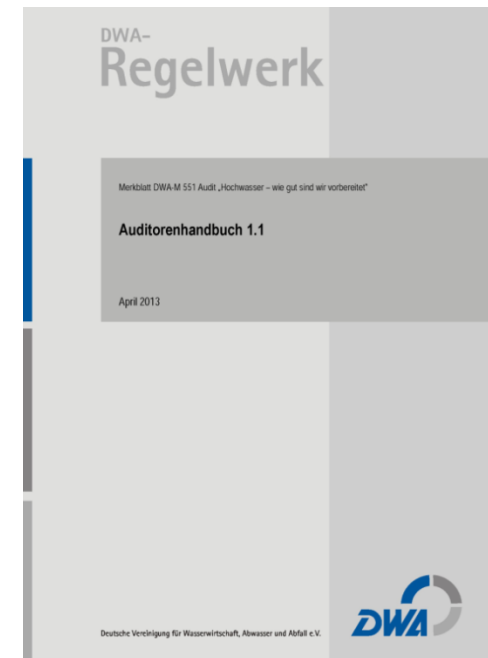 DWA-
Regelwerk
Merkblatt DWA-M 551 Audit „Hochwasser – wie gut sind wir vorbereitet“
Auditorenhandbuch 1.1
April 2013
Deutsche Vereinigung für Wasserwirtschaft, Abwasser und Abfall e.V.
DWA